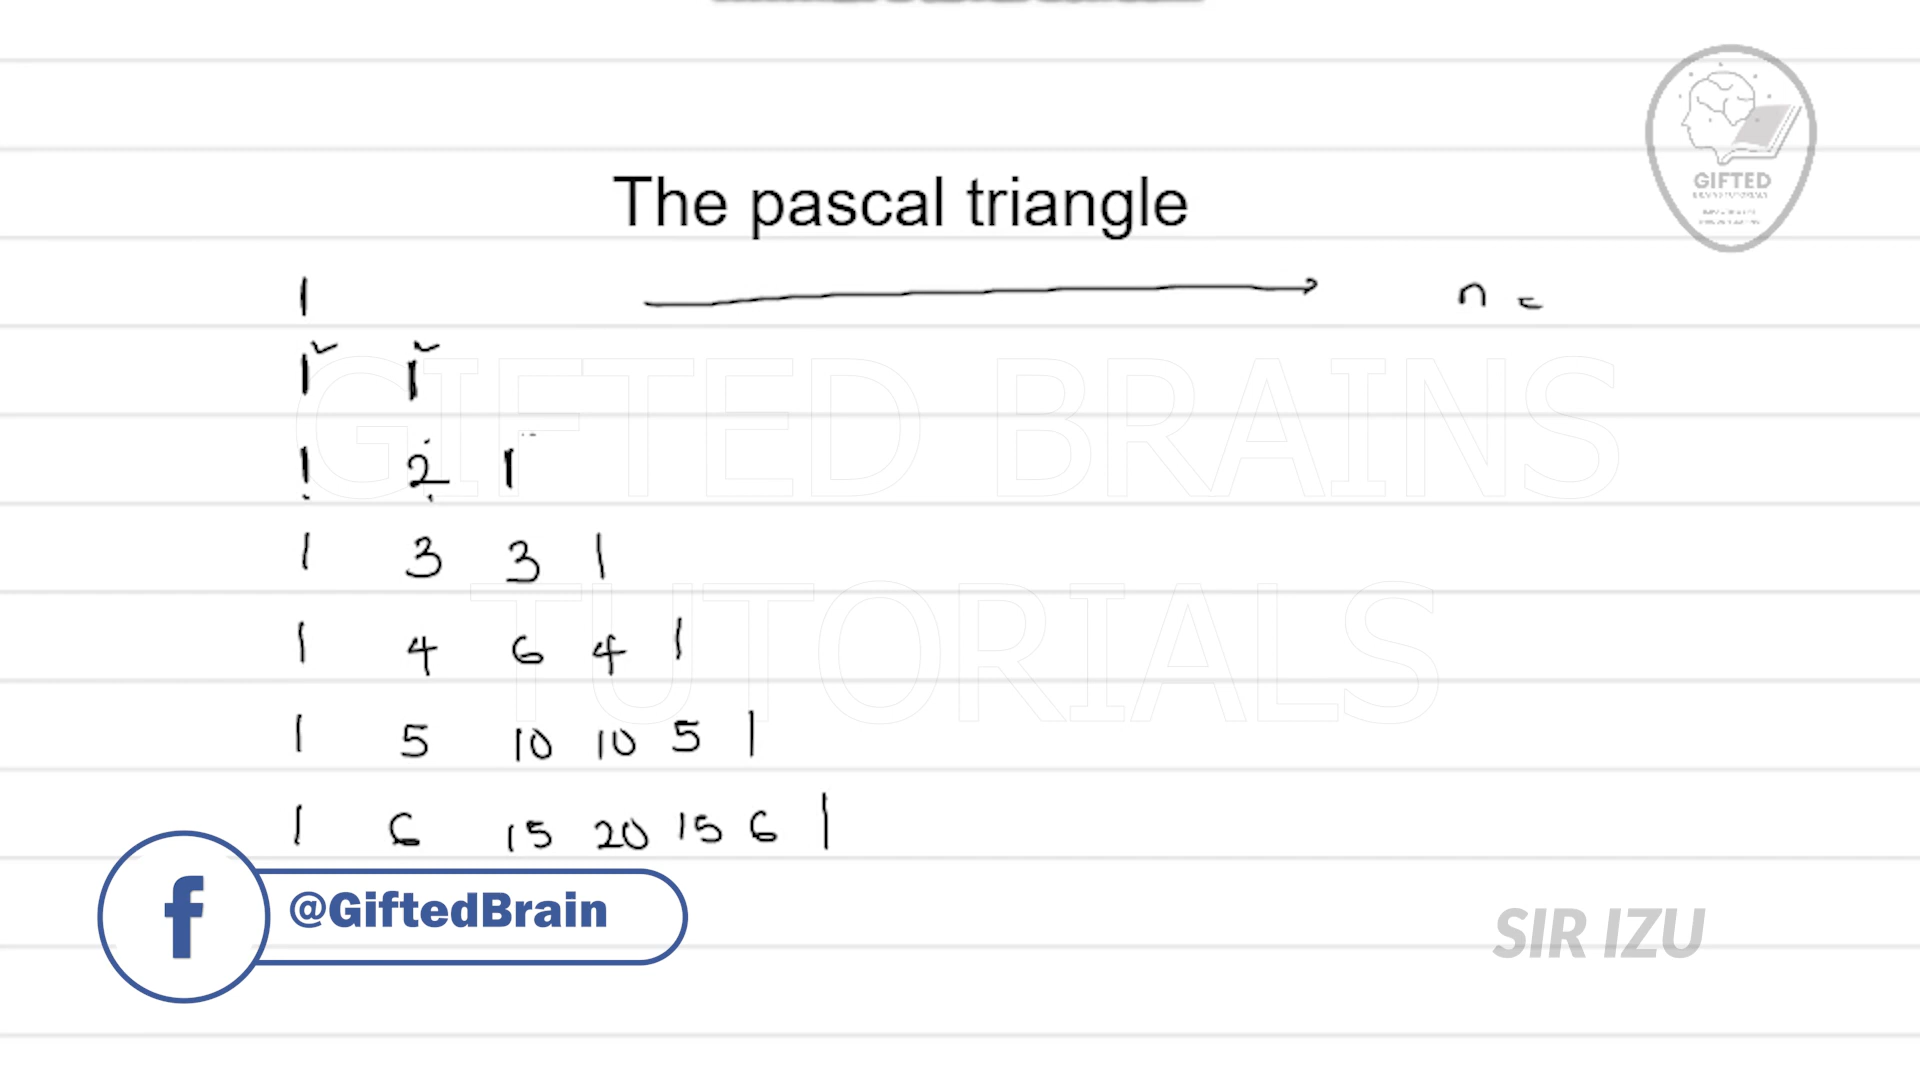 GIFTED
The pascal triangle
1 n =
1 1
GIFTED BRAINS
1 2 1
1 3 3 1
TUTORIALS
1 4 6 4 1
1 5 10 10 5 1
1 6 15 20 15 6 1
@GiftedBrain
SIR IZU